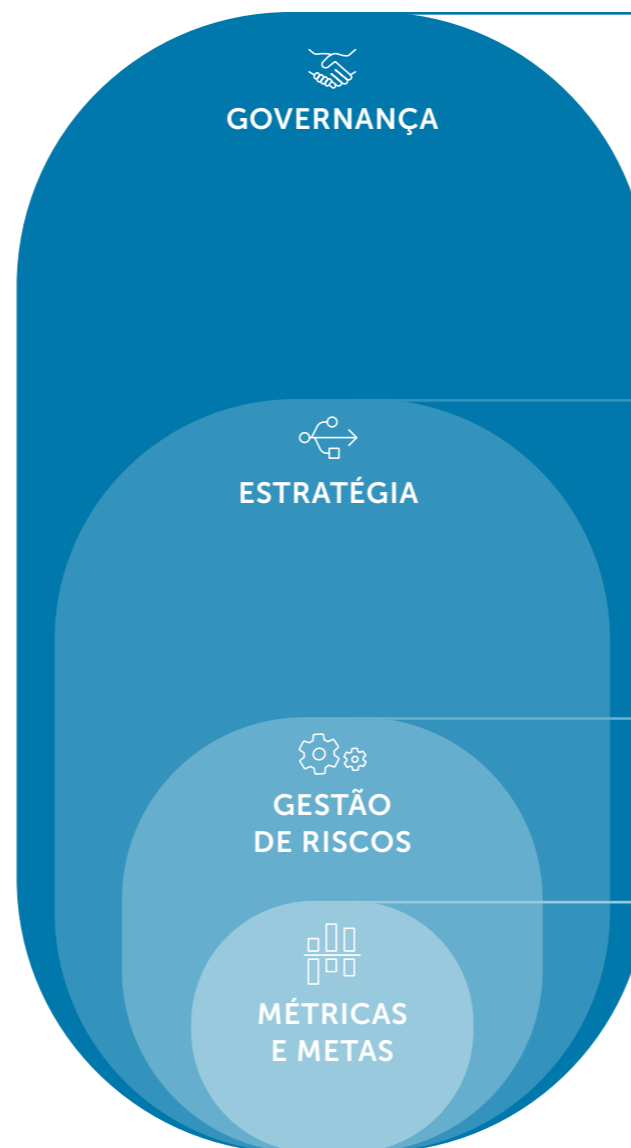 GOVERNANÇA
ESTRATÉGIA
GESTÃO
DE RISCOS
MÉTRICAS
E METAS